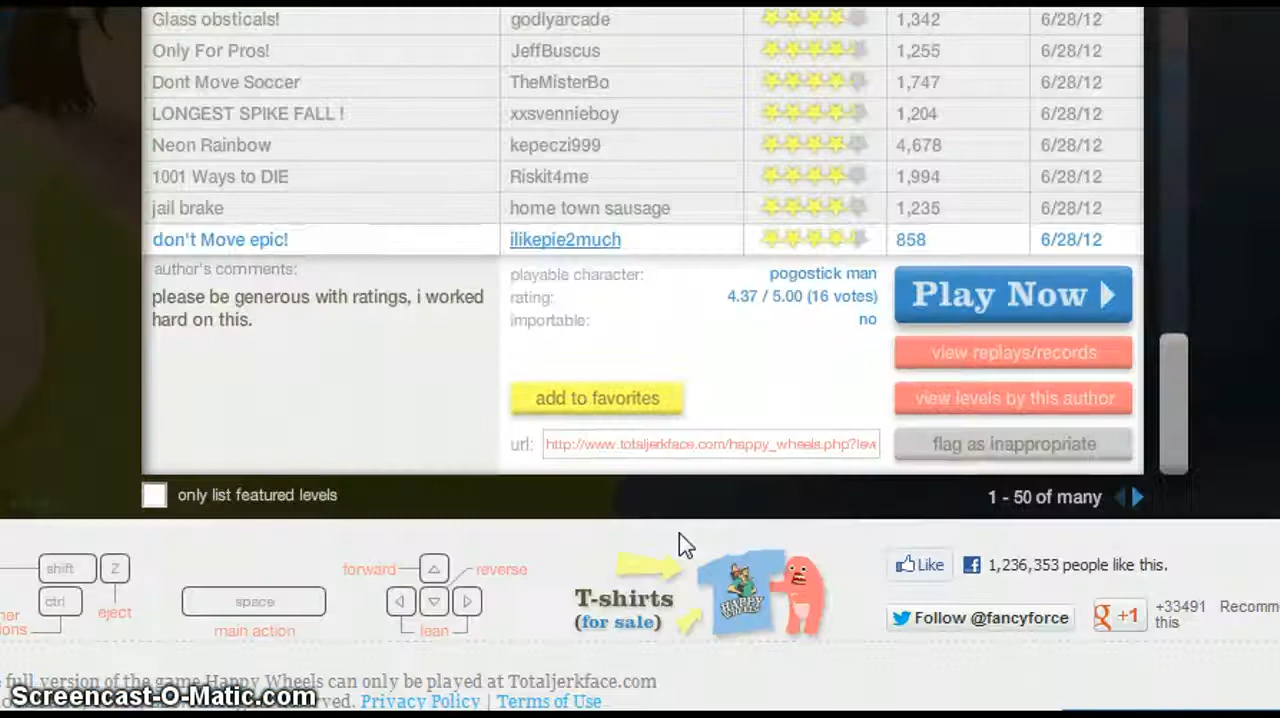 Glass obsticals! godlyarcade 1,342 6/28/12
Only For Pros! JeffBuscus 1,255 6/28/12
Dont Move Soccer TheMisterBo 1,747 6/28/12
LONGEST SPIKE FALL ! xxsvennieboy 1,204 6/28/12
Neon Rainbow kepeczi999 4,678 6/28/12
1001 Ways to DIE Riskit4me 1,994 6/28/12
jail brake home town sausage 1,235 6/28/12
don't Move epic! ilikepie2much 858 6/28/12
author's comments:
please be generous with ratings, i worked
hard on this.
playable character: pogostick man
rating: 4.37 / 5.00 (16 votes)
importable: no
add to favorites
url: http://www.totaljerkface.com/happy_wheels.php?lev
Play Now
view replays/records
view levels by this author
flag as inappropriate
only list featured levels
1 - 50 of many
shift Z
ctrl
eject
space
main action
forward
reverse
lean
T-shirts
(for sale)
HAPPY WHEELS
Like
1,236,353 people like this.
Follow @fancyforce
+1
+33491 Recomm
this
full version of the game Happy Wheels can only be played at Totaljerkface.com
Privacy Policy | Terms of Use
Screencast-O-Matic.com